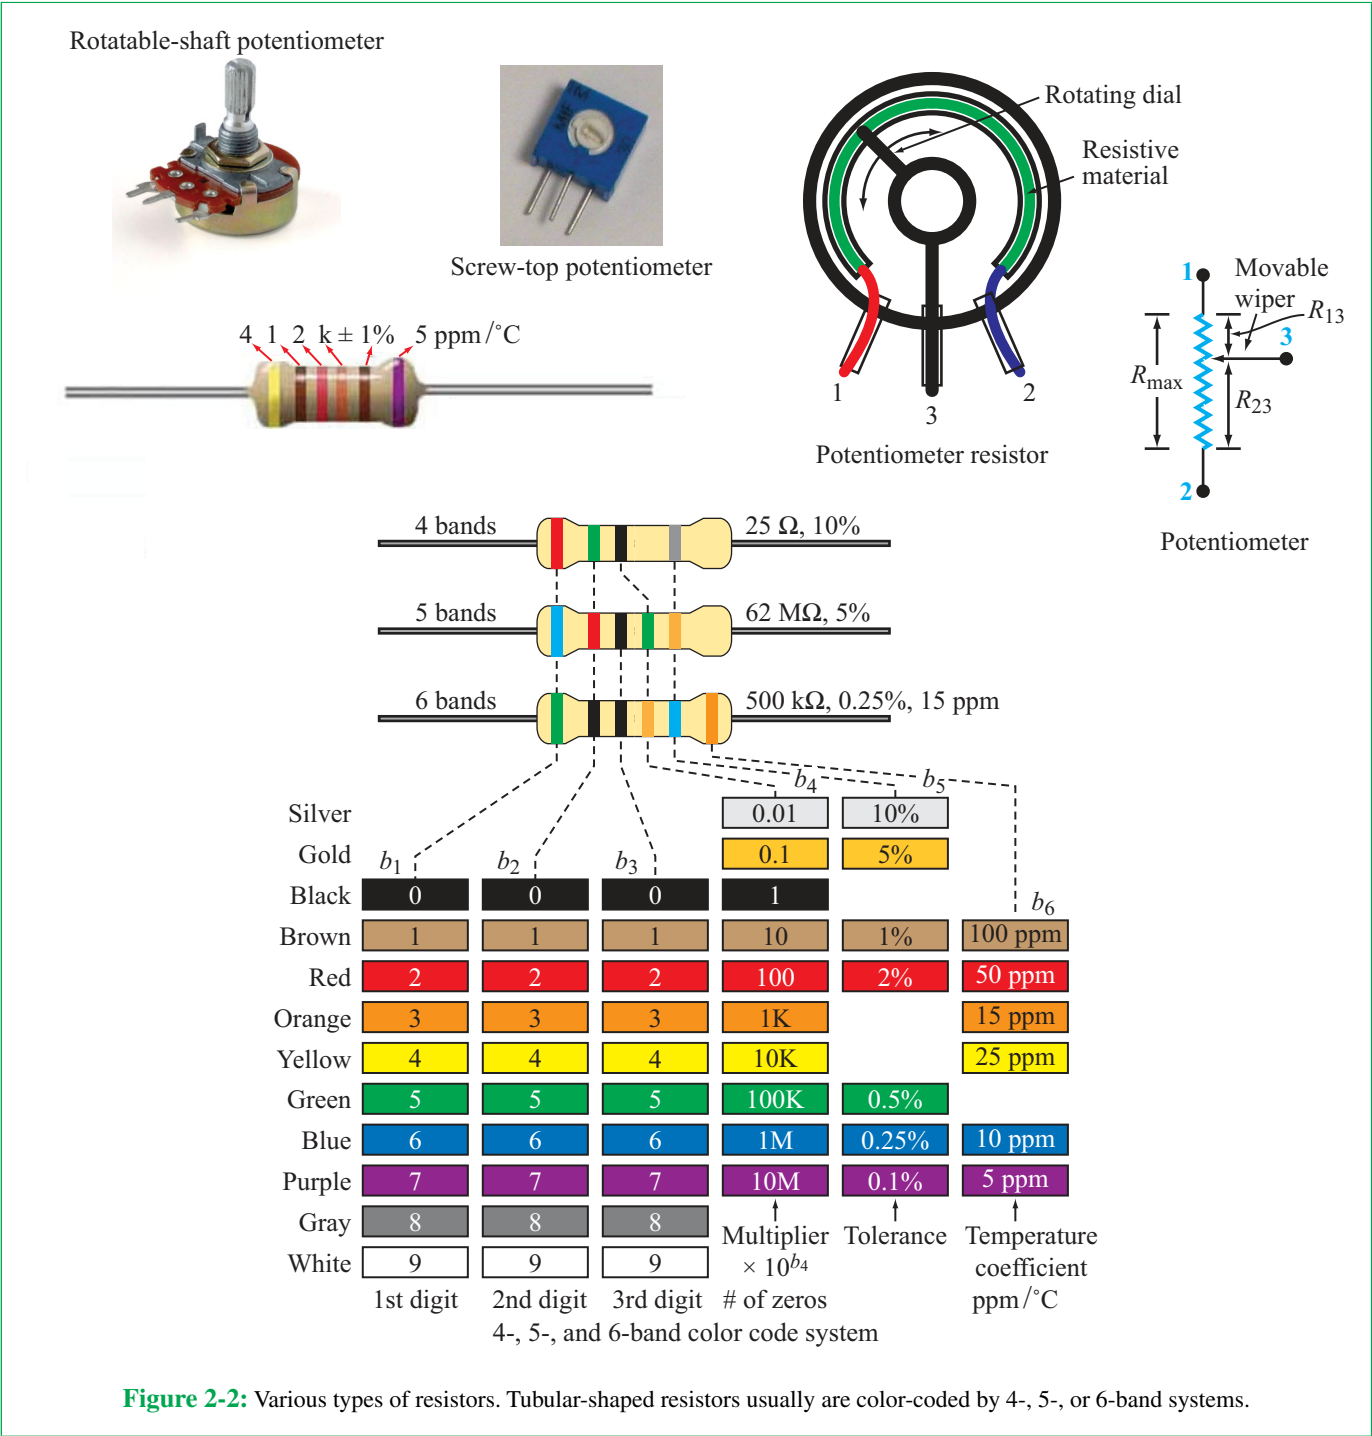 Rotatable-shaft potentiometer
Screw-top potentiometer
Rotating dial
Resistive
material
1
3
2
Potentiometer resistor
1
Movable
wiper
R13
3
Rmax
R23
2
Potentiometer
4 1 2 k ± 1% 5 ppm/°C
4 bands 25 Ω, 10%
5 bands 62 MΩ, 5%
6 bands 500 kΩ, 0.25%, 15 ppm
b4 b5
Silver 0.01 10%
Gold 0.1 5%
b1 b2 b3
Black 0 0 0 1
b6
Brown 1 1 1 10 1% 100 ppm
Red 2 2 2 100 2% 50 ppm
Orange 3 3 3 1K 15 ppm
Yellow 4 4 4 10K 25 ppm
Green 5 5 5 100K 0.5%
Blue 6 6 6 1M 0.25% 10 ppm
Purple 7 7 7 10M 0.1% 5 ppm
Gray 8 8 8
White 9 9 9
1st digit 2nd digit 3rd digit
Multiplier
× 10b4
# of zeros
Tolerance
Temperature
coefficient
ppm/°C
4-, 5-, and 6-band color code system
Figure 2-2: Various types of resistors. Tubular-shaped resistors usually are color-coded by 4-, 5-, or 6-band systems.